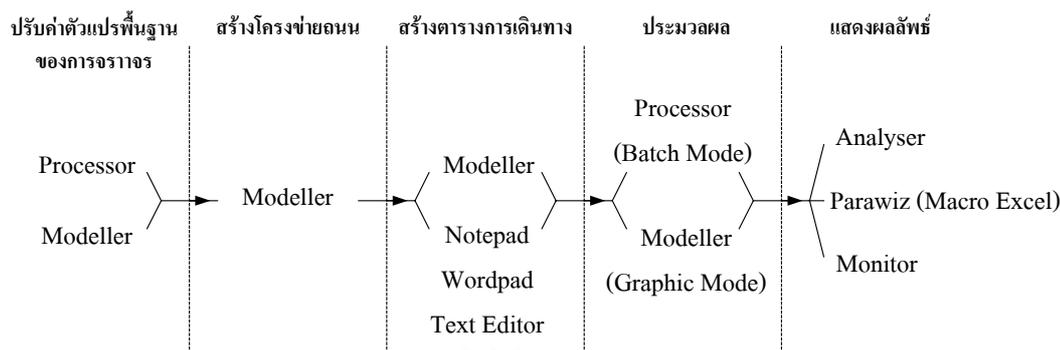 ปรับค่าตัวแปรพื้นฐาน
ของการจราจร
สร้างโครงข่ายถนน
สร้างตารางการเดินทาง
ประมวลผล
แสดงผลลัพธ์
Processor
Modeller
Modeller
Modeller
Notepad
Wordpad
Text Editor
Processor
(Batch Mode)
Modeller
(Graphic Mode)
Analyser
Parawiz (Macro Excel)
Monitor